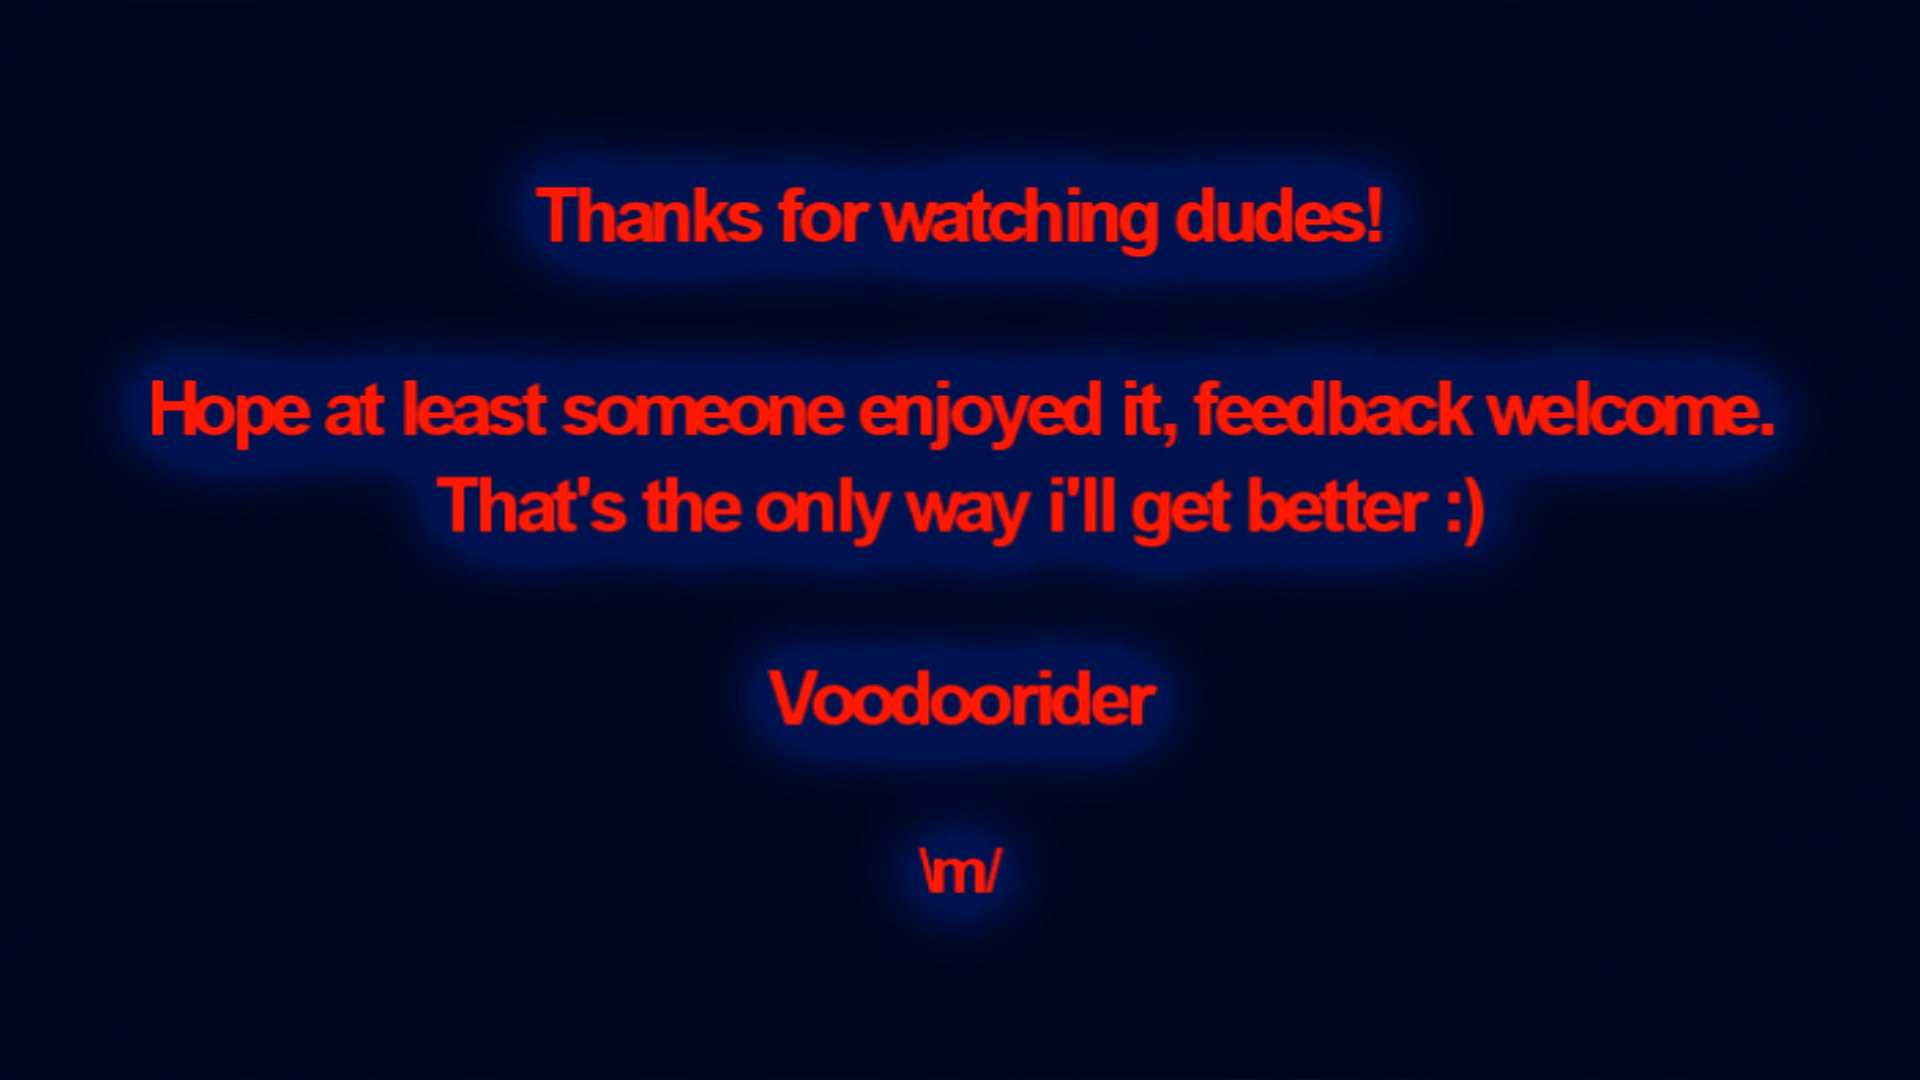 Thanks for watching dudes!
Hope at least someone enjoyed it, feedback welcome.
That's the only way i'll get better :)
Voodoorider
\m/